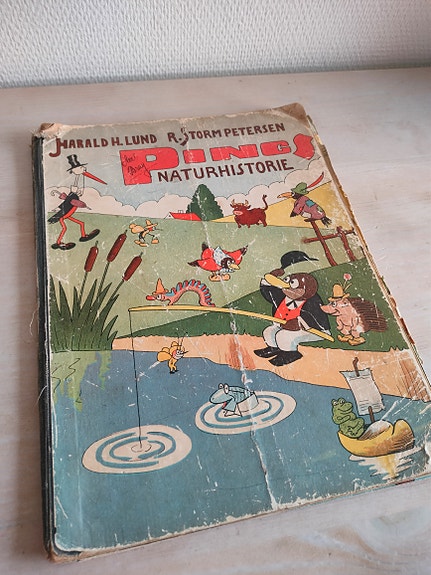 HARALD H. LUND R. STORM PETERSEN
PINGS
NATURHISTORIE